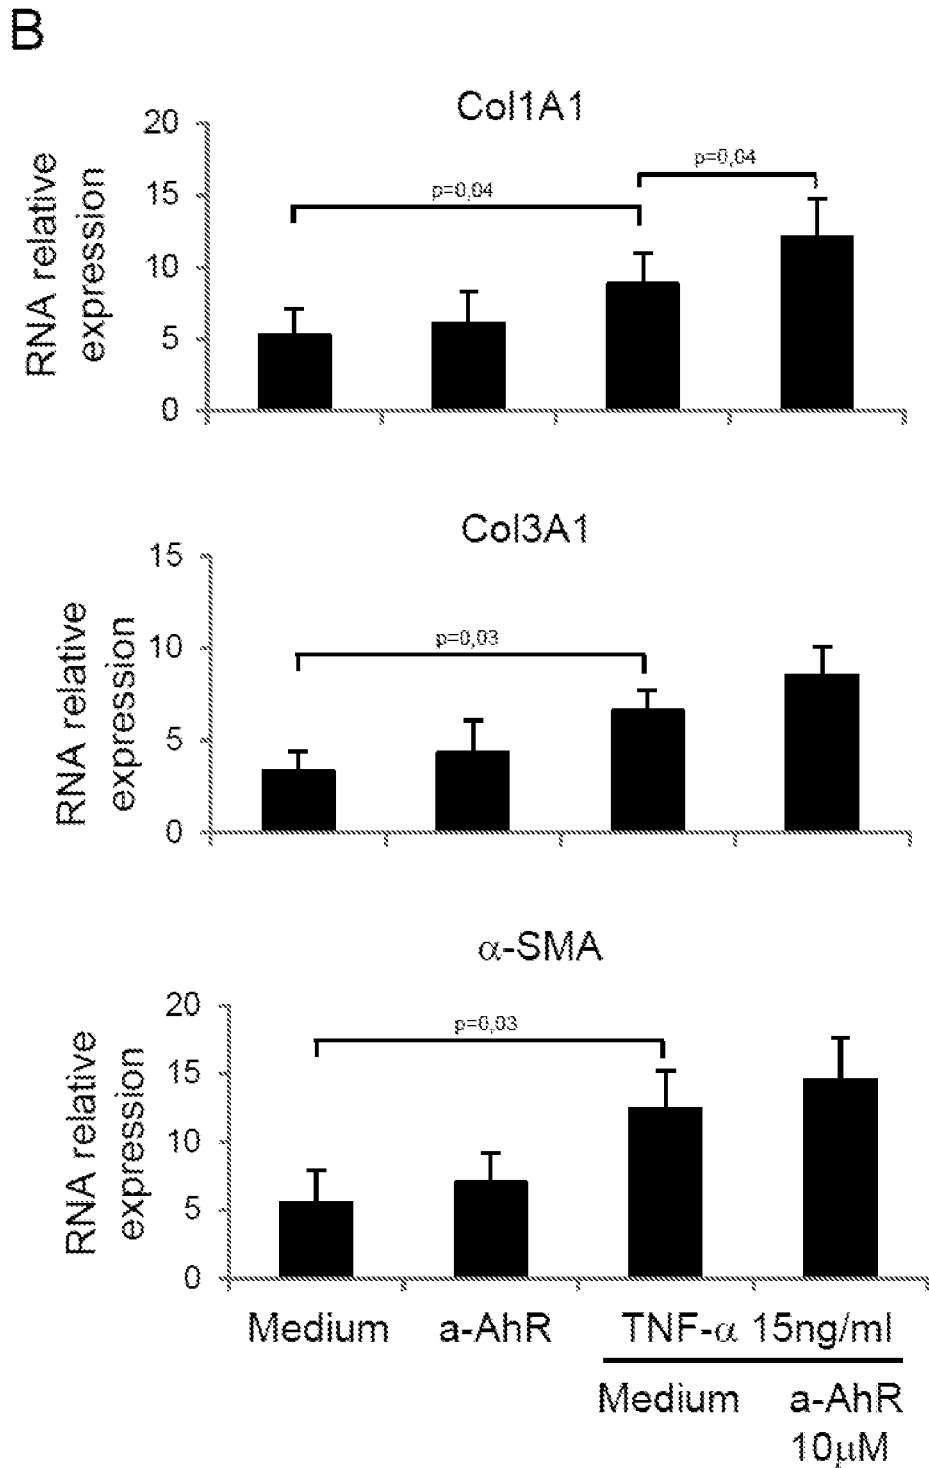 B
Col1A1
RNA relative
expression
20
15
10
5
0
p=0,04
p=0,04
Col3A1
RNA relative
expression
15
10
5
0
p=0,03
α-SMA
RNA relative
expression
20
15
10
5
0
p=0,03
Medium a-AhR TNF-α 15ng/ml
Medium a-AhR
10µM